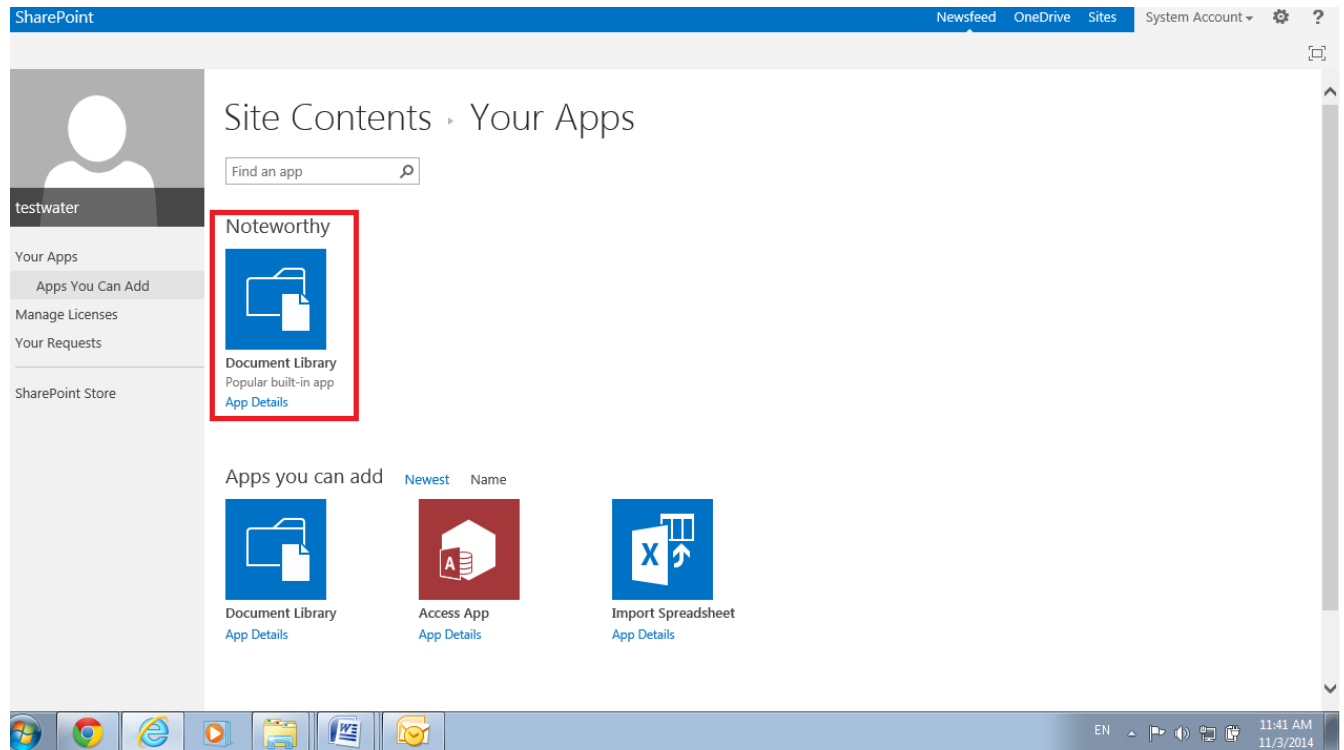 SharePoint
Newsfeed OneDrive Sites System Account ?
testwater
Your Apps
Apps You Can Add
Manage Licenses
Your Requests
SharePoint Store
Site Contents Your Apps
Find an app
Noteworthy
Document Library
Popular built-in app
App Details
Apps you can add Newest Name
Document Library Access App Import Spreadsheet
App Details App Details App Details
EN 11:41 AM
11/3/2014